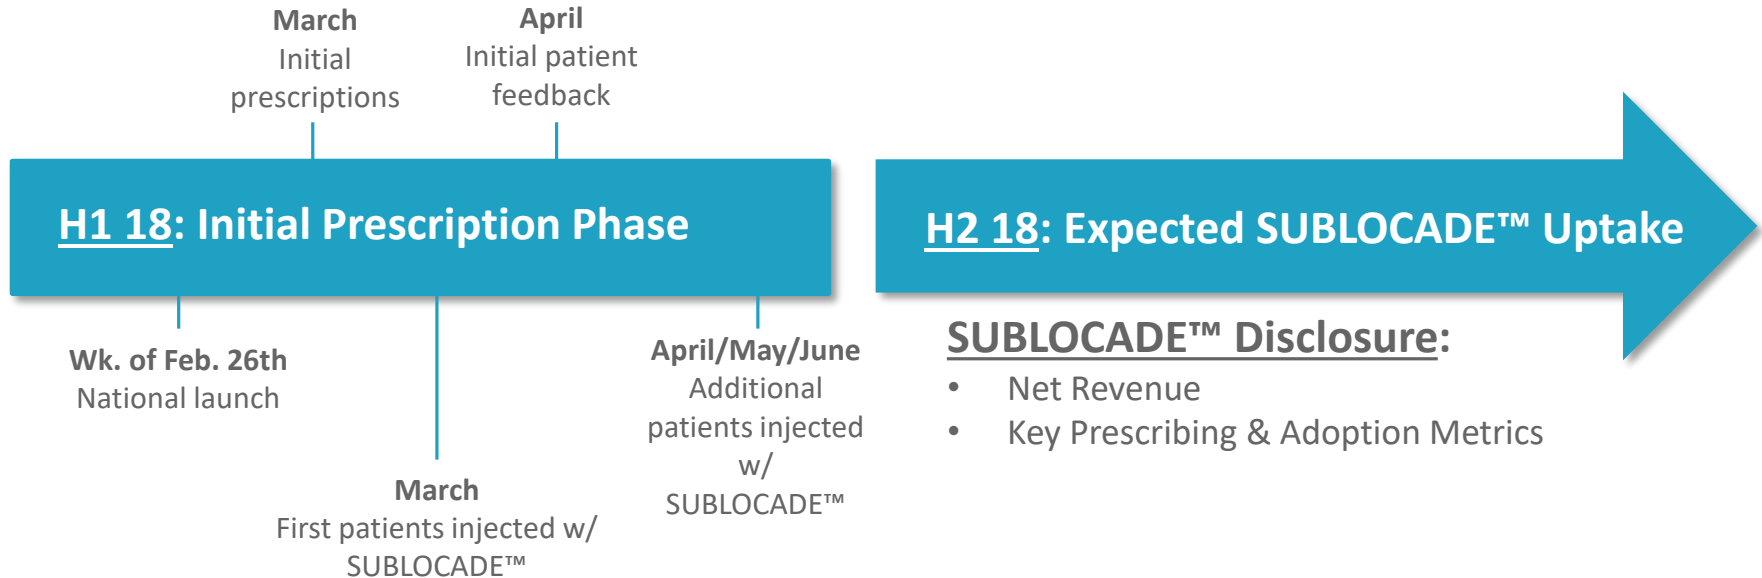 March
Initial
prescriptions
April
Initial patient
feedback
H1 18: Initial Prescription Phase
Wk. of Feb. 26th
National launch
March
First patients injected w/
SUBLOCADE™
April/May/June
Additional
patients injected
w/
SUBLOCADE™
H2 18: Expected SUBLOCADE™ Uptake
SUBLOCADE™ Disclosure:
• Net Revenue
• Key Prescribing & Adoption Metrics